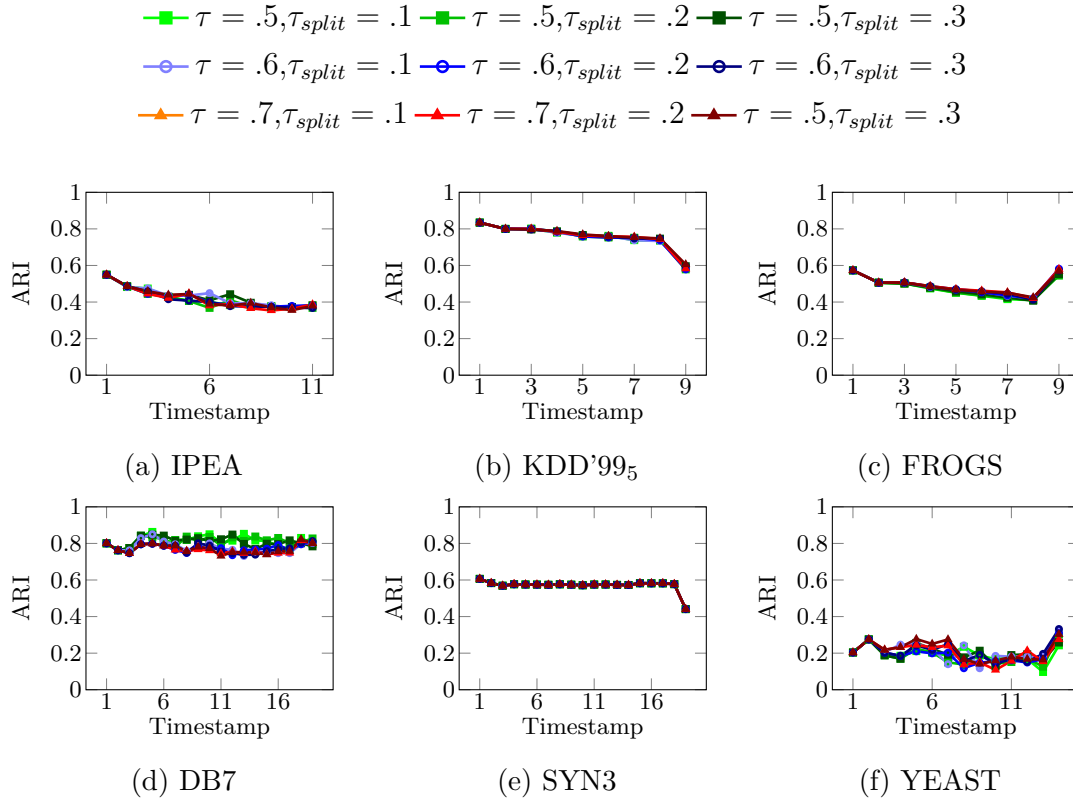 τ = .5,τsplit = .1 τ = .5,τsplit = .2 τ = .5,τsplit = .3
τ = .6,τsplit = .1 τ = .6,τsplit = .2 τ = .6,τsplit = .3
τ = .7,τsplit = .1 τ = .7,τsplit = .2 τ = .5,τsplit = .3
1
0.8
0.6
0.4
0.2
0
ARI
1 6 11
Timestamp
(a) IPEA
1
0.8
0.6
0.4
0.2
0
ARI
1 3 5 7 9
Timestamp
(b) KDD'99₅
1
0.8
0.6
0.4
0.2
0
ARI
1 3 5 7 9
Timestamp
(c) FROGS
1
0.8
0.6
0.4
0.2
0
ARI
1 6 11 16
Timestamp
(d) DB7
1
0.8
0.6
0.4
0.2
0
ARI
1 6 11 16
Timestamp
(e) SYN3
1
0.8
0.6
0.4
0.2
0
ARI
1 6 11
Timestamp
(f) YEAST